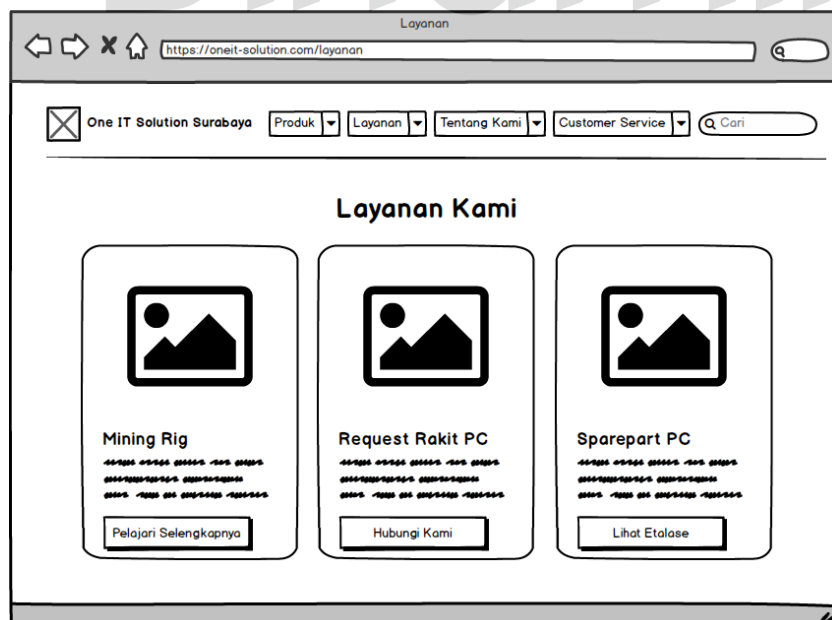 Layanan
https://oneit-solution.com/layanan
One IT Solution Surabaya Produk Layanan Tentang Kami Customer Service Cari
Layanan Kami
Mining Rig Request Rakit PC Sparepart PC
Pelajari Selengkapnya Hubungi Kami Lihat Etalase